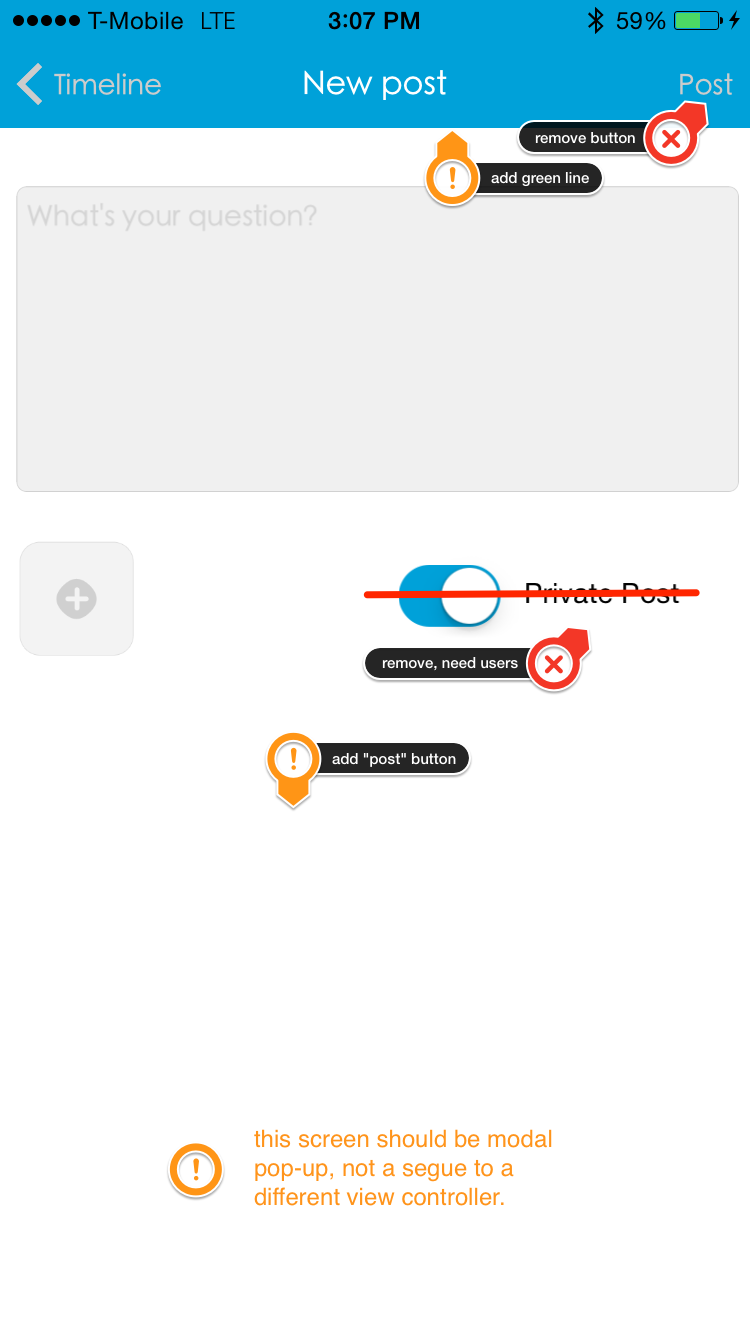 T-Mobile LTE 3:07 PM 59%
Timeline New post Post
remove button
add green line
What's your question?
Private Post
remove, need users
add "post" button
this screen should be modal
pop-up, not a segue to a
different view controller.